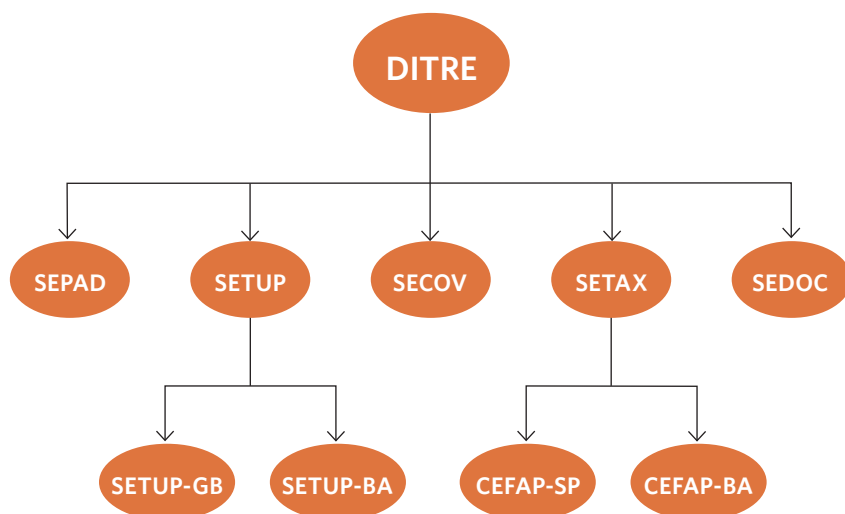 DITRE
SEPAD
SETUP
SECOV
SETAX
SEDOC
SETUP-GB
SETUP-BA
CEFAP-SP
CEFAP-BA